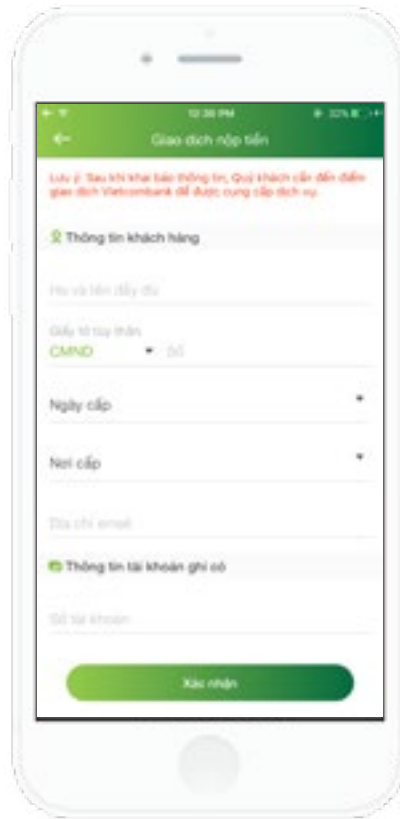 12:30 PM
Giao dịch nộp tiền
Lưu ý: Sau khi khai báo thông tin, Quý khách cần đến điểm
giao dịch Vietcombank để được cung cấp dịch vụ.
Thông tin khách hàng
Họ và tên đầy đủ
Giấy tờ tùy thân
CMND Số
Ngày cấp
Nơi cấp
Địa chỉ email
Thông tin tài khoản ghi có
Số tài khoản
Xác nhận